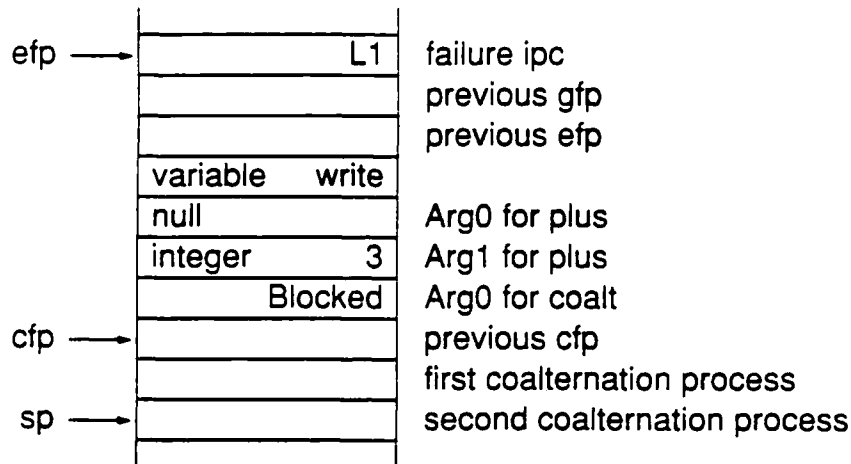 efp L1 failure ipc
previous gfp
previous efp
variable write
null Arg0 for plus
integer 3 Arg1 for plus
Blocked Arg0 for coalt
cfp previous cfp
first coalternation process
sp second coalternation process